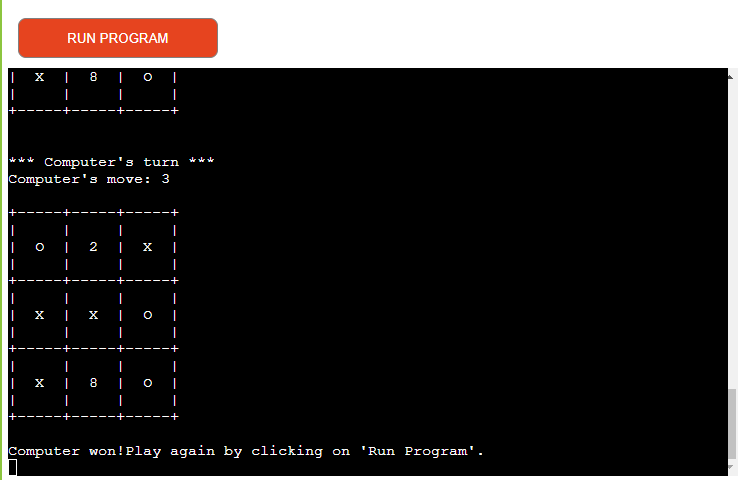 RUN PROGRAM
|  X  |  8  |  O  |
|     |     |     |
+-----+-----+-----+
*** Computer's turn ***
Computer's move: 3
+-----+-----+-----+
|     |     |     |
|  O  |  2  |  X  |
|     |     |     |
+-----+-----+-----+
|     |     |     |
|  X  |  X  |  O  |
|     |     |     |
+-----+-----+-----+
|     |     |     |
|  X  |  8  |  O  |
|     |     |     |
+-----+-----+-----+
Computer won!Play again by clicking on 'Run Program'.